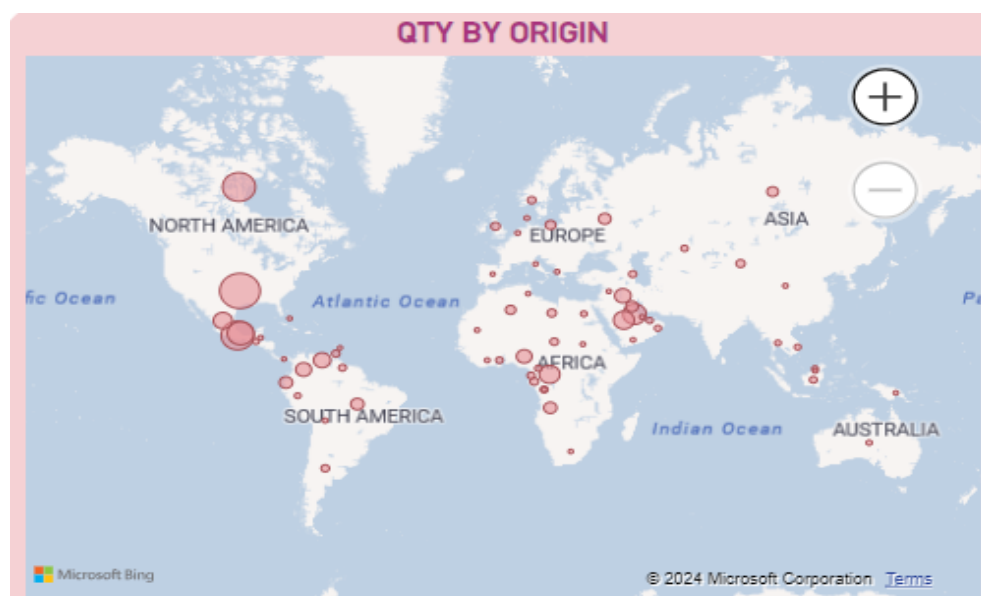 QTY BY ORIGIN
NORTH AMERICA
ASIA
EUROPE
fic Ocean
Atlantic Ocean
Pa
AFRICA
SOUTH AMERICA
Indian Ocean
AUSTRALIA
Microsoft Bing
© 2024 Microsoft Corporation Terms